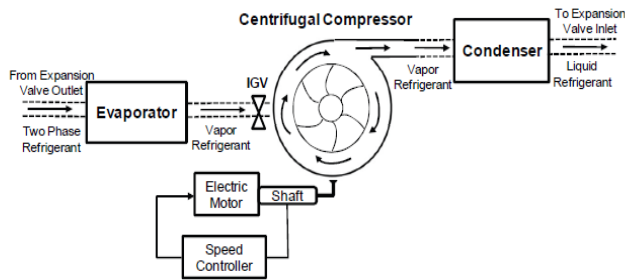 Centrifugal Compressor
To Expansion
Valve Inlet
Condenser
Vapor
Refrigerant
Liquid
Refrigerant
From Expansion
Valve Outlet
IGV
Evaporator
Two Phase
Refrigerant
Vapor
Refrigerant
Electric
Motor
Shaft
Speed
Controller